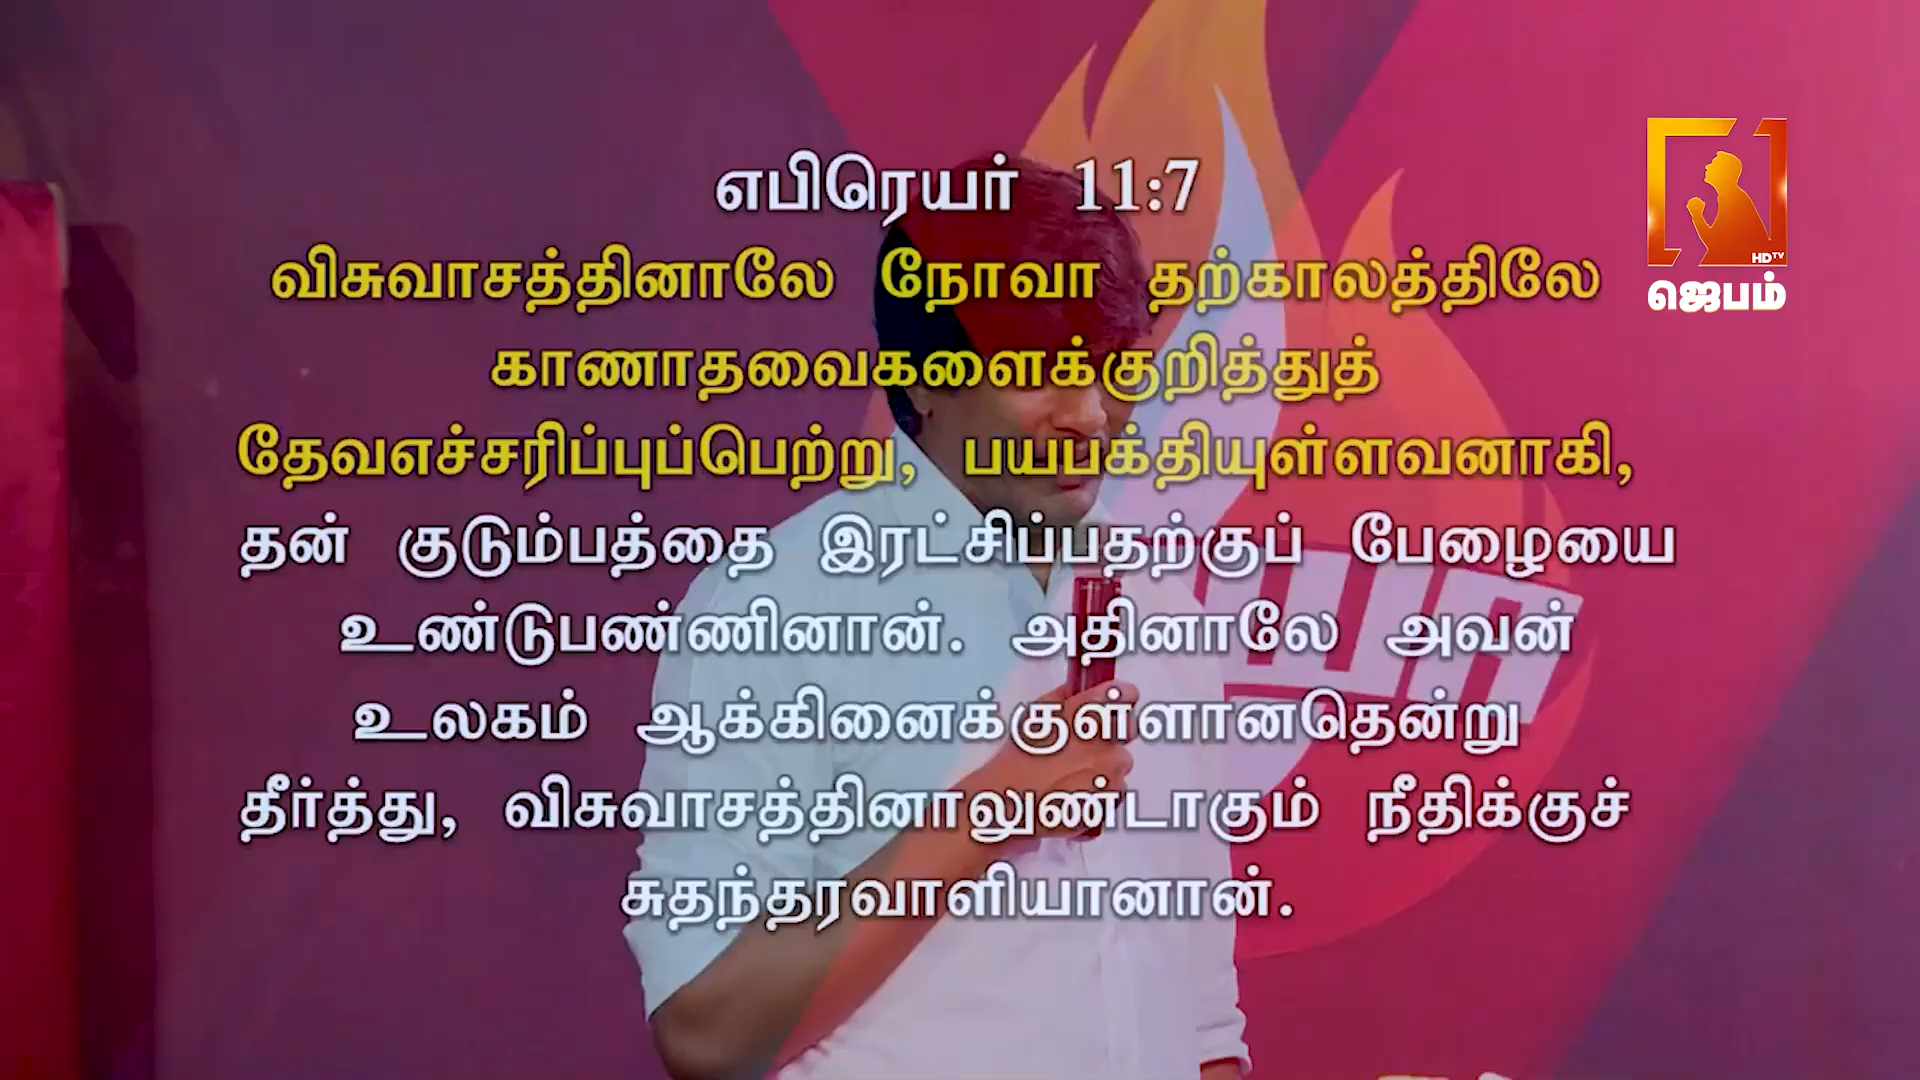 எபிரெயர் 11:7
விசுவாசத்தினாலே நோவா தற்காலத்திலே
காணாதவைகளைக்குறித்துத்
தேவஎச்சரிப்புப்பெற்று, பயபக்தியுள்ளவனாகி,
தன் குடும்பத்தை இரட்சிப்பதற்குப் பேழையை
உண்டுபண்ணினான். அதினாலே அவன்
உலகம் ஆக்கினைக்குள்ளானதென்று
தீர்த்து, விசுவாசத்தினாலுண்டாகும் நீதிக்குச்
சுதந்தரவாளியானான்.
HDTV
ஜெபம்